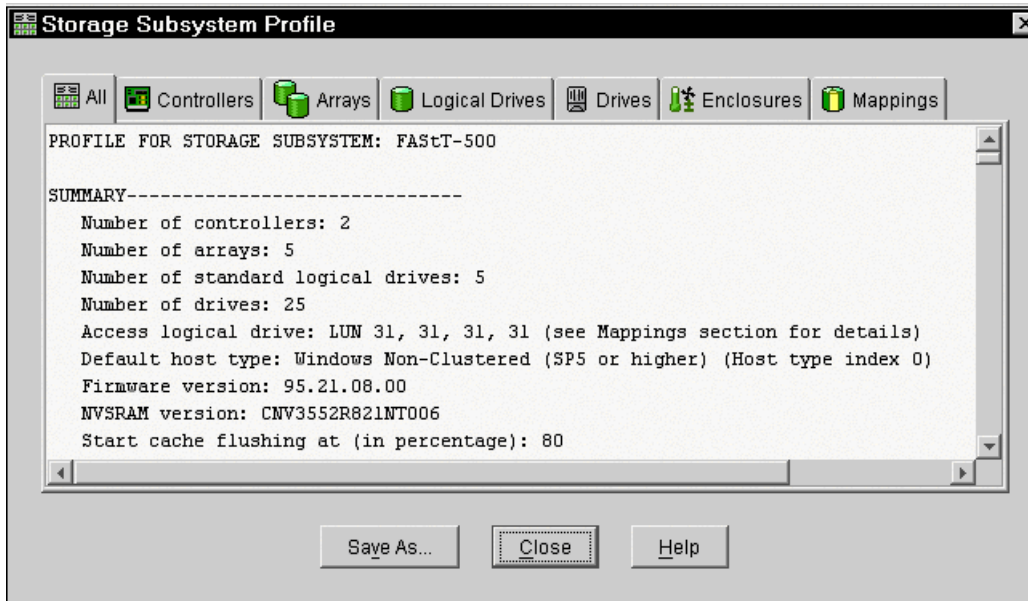 Storage Subsystem Profile
All Controllers Arrays Logical Drives Drives Enclosures Mappings
PROFILE FOR STORAGE SUBSYSTEM: FAStT-500
SUMMARY------------------------------
Number of controllers: 2
Number of arrays: 5
Number of standard logical drives: 5
Number of drives: 25
Access logical drive: LUN 31, 31, 31, 31 (see Mappings section for details)
Default host type: Windows Non-Clustered (SP5 or higher) (Host type index 0)
Firmware version: 95.21.08.00
NVSRAM version: CNV3552R821NT006
Start cache flushing at (in percentage): 80
Save As... Close Help